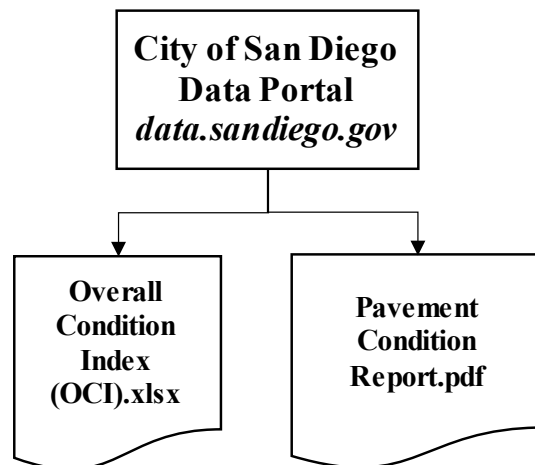 City of San Diego
Data Portal
data.sandiego.gov
Overall
Condition
Index
(OCI).xlsx
Pavement
Condition
Report.pdf